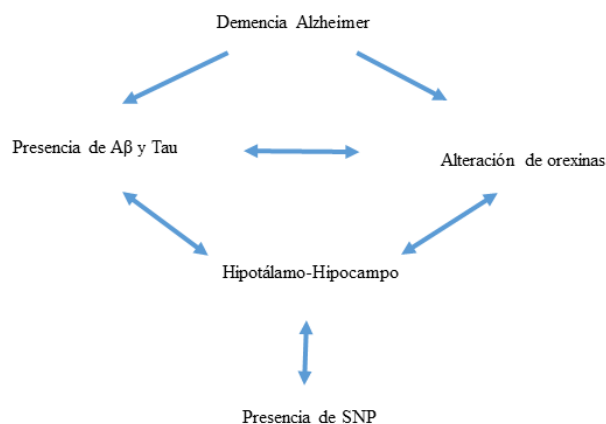 Demencia Alzheimer
Presencia de Aβ y Tau
Alteración de orexinas
Hipotálamo-Hipocampo
Presencia de SNP